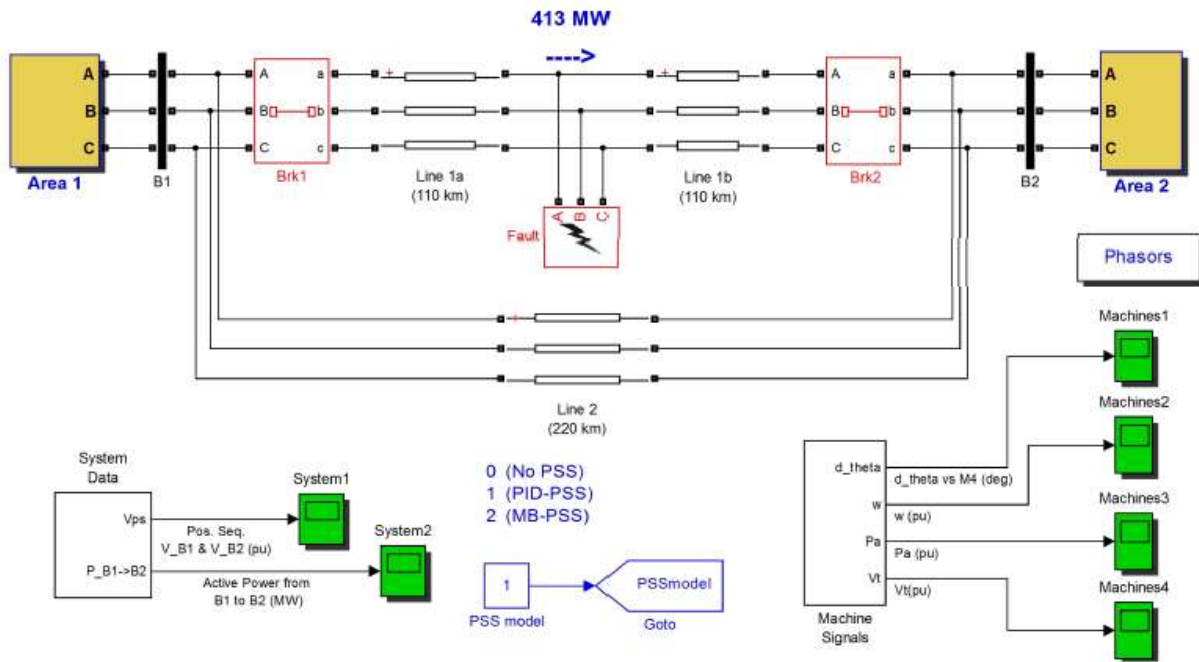 413 MW
---->
A
B
C
Area 1
B1
A
B
C
a
b
c
Brk1
+
Line 1a
(110 km)
+
Line 1b
(110 km)
A
B
C
a
b
c
Brk2
B2
A
B
C
Area 2
A
B
C
Fault
Phasors
+
Line 2
(220 km)
System
Data
Vps
P_B1->B2
Pos. Seq.
V_B1 & V_B2 (pu)
Active Power from
B1 to B2 (MW)
System1
System2
0 (No PSS)
1 (PID-PSS)
2 (MB-PSS)
1
PSS model
PSSmodel
Goto
d_theta
w
Pa
Vt
Machine
Signals
d_theta vs M4 (deg)
w (pu)
Pa (pu)
Vt(pu)
Machines1
Machines2
Machines3
Machines4